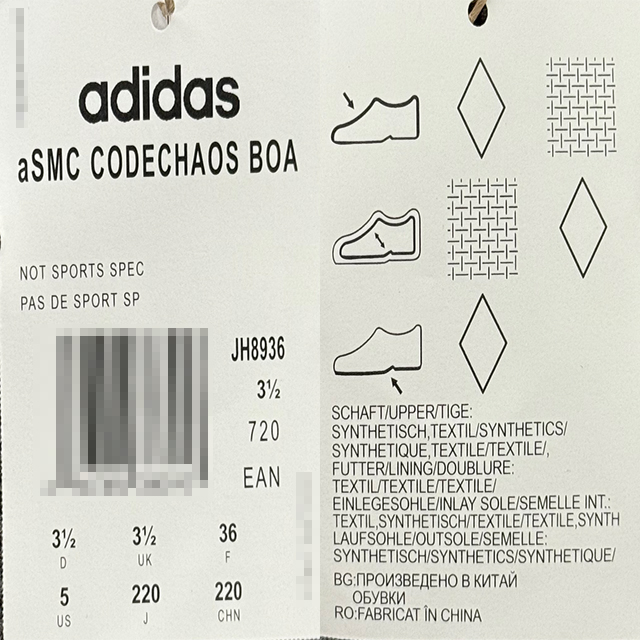 adidas
aSMC CODECHAOS BOA
NOT SPORTS SPEC
PAS DE SPORT SP
JH8936
3½
720
EAN
3½ 3½ 36
D UK F
5 220 220
US J CHN
SCHAFT/UPPER/TIGE:
SYNTHETISCH,TEXTIL/SYNTHETICS/
SYNTHETIQUE,TEXTILE/TEXTILE/,
FUTTER/LINING/DOUBLURE:
TEXTIL/TEXTILE/TEXTILE/
EINLEGESOHLE/INLAY SOLE/SEMELLE INT.:
TEXTIL,SYNTHETISCH/TEXTILE/TEXTILE,SYNTH
LAUFSOHLE/OUTSOLE/SEMELLE:
SYNTHETISCH/SYNTHETICS/SYNTHETIQUE/
BG:ПРОИЗВЕДЕНО В КИТАЙ
ОБУВКИ
RO:FABRICAT ÎN CHINA